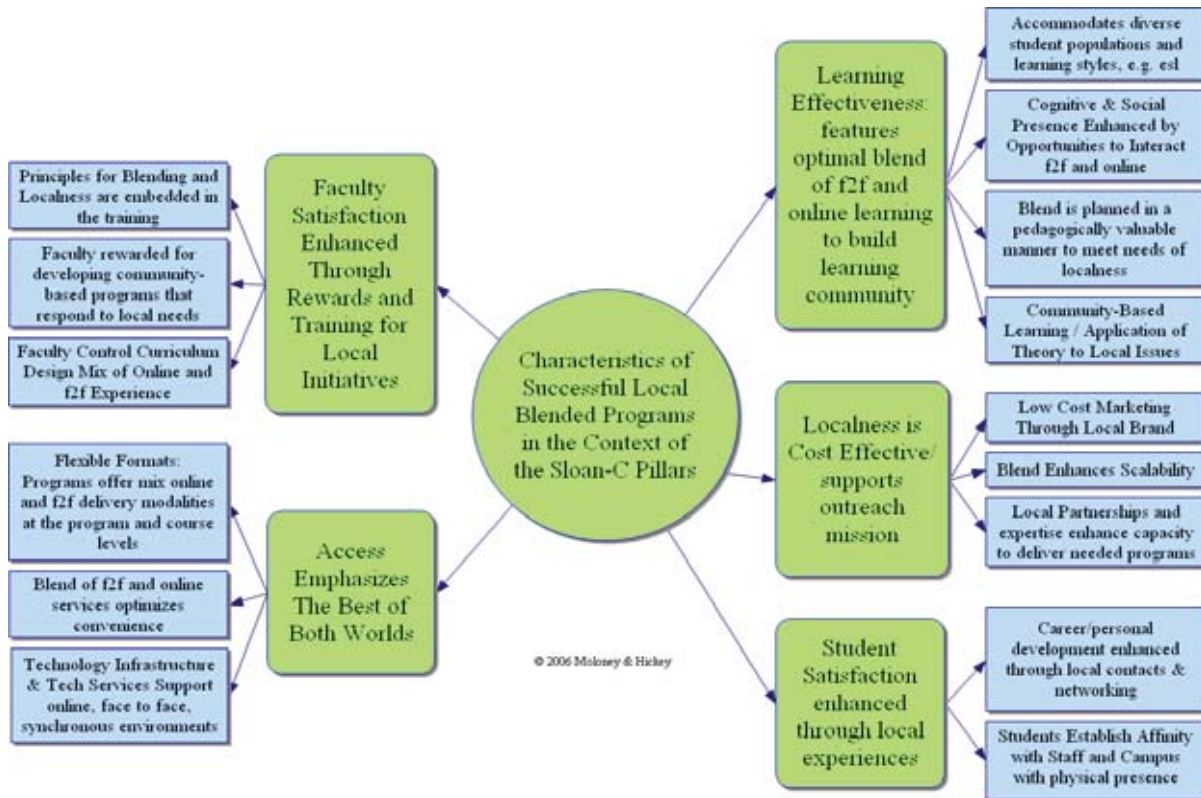 Characteristics of
Successful Local
Blended Programs
in the Context of
the Sloan-C Pillars
Faculty
Satisfaction
Enhanced
Through
Rewards and
Training for
Local
Initiatives
Principles for Blending and
Localness are embedded in
the training
Faculty rewarded for
developing community-
based programs that
respond to local needs
Faculty Control Curriculum
Design Mix of Online and
f2f Experience
Access
Emphasizes
The Best of
Both Worlds
Flexible Formats:
Programs offer mix online
and f2f delivery modalities
at the program and course
levels
Blend of f2f and online
services optimizes
convenience
Technology Infrastructure
& Tech Services Support
online, face to face,
synchronous environments
Learning
Effectiveness:
features
optimal blend
of f2f and
online learning
to build
learning
community
Accommodates diverse
student populations and
learning styles, e.g. esl
Cognitive & Social
Presence Enhanced by
Opportunities to Interact
f2f and online
Blend is planned in a
pedagogically valuable
manner to meet needs of
localness
Community-Based
Learning / Application of
Theory to Local Issues
Localness is
Cost Effective/
supports
outreach
mission
Low Cost Marketing
Through Local Brand
Blend Enhances Scalability
Local Partnerships and
expertise enhance capacity
to deliver needed programs
Student
Satisfaction
enhanced
through local
experiences
Career/personal
development enhanced
through local contacts &
networking
Students Establish Affinity
with Staff and Campus
with physical presence
© 2006 Moloney & Hickey